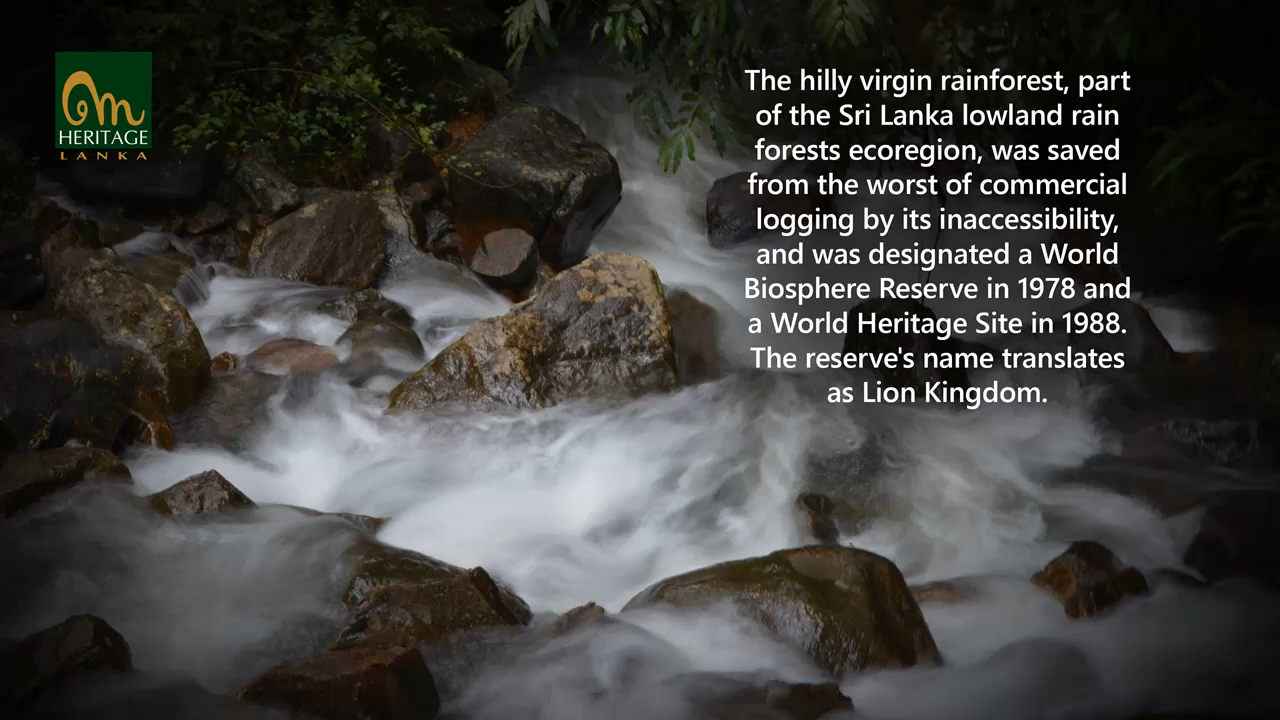 HERITAGE
LANKA
The hilly virgin rainforest, part
of the Sri Lanka lowland rain
forests ecoregion, was saved
from the worst of commercial
logging by its inaccessibility,
and was designated a World
Biosphere Reserve in 1978 and
a World Heritage Site in 1988.
The reserve's name translates
as Lion Kingdom.